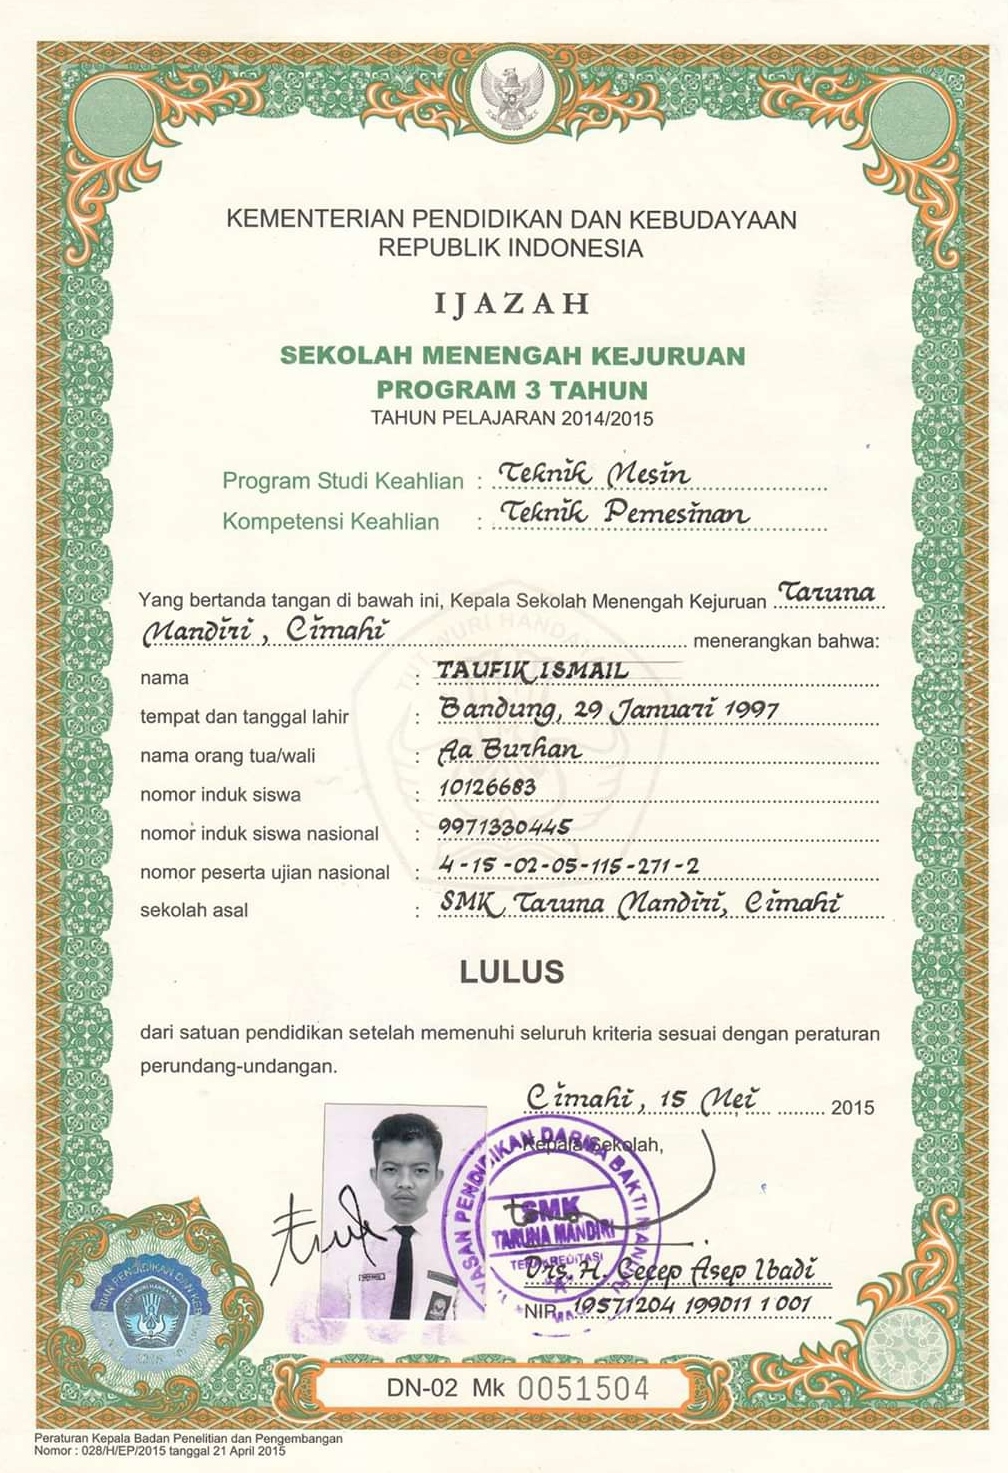 KEMENTERIAN PENDIDIKAN DAN KEBUDAYAAN
REPUBLIK INDONESIA
IJAZAH
SEKOLAH MENENGAH KEJURUAN
PROGRAM 3 TAHUN
TAHUN PELAJARAN 2014/2015
Program Studi Keahlian : Teknik Mesin
Kompetensi Keahlian : Teknik Pemesinan
Yang bertanda tangan di bawah ini, Kepala Sekolah Menengah Kejuruan Taruna
Mandiri, Cimahi menerangkan bahwa:
nama : TAUFIK ISMAIL
tempat dan tanggal lahir : Bandung, 29 Januari 1997
nama orang tua/wali : Aa Burhan
nomor induk siswa : 10126683
nomor induk siswa nasional : 9971330445
nomor peserta ujian nasional : 4-15-02-05-115-271-2
sekolah asal : SMK Taruna Mandiri, Cimahi
LULUS
dari satuan pendidikan setelah memenuhi seluruh kriteria sesuai dengan peraturan
perundang-undangan.
Cimahi, 15 Mei 2015
Kepala Sekolah,
SMK
TARUNA MANDIRI
TERAKREDITASI
Drs. H. Cecep Asep Ibadi
NIP. 19571204 199011 1 001
DN-02 Mk 0051504
Peraturan Kepala Badan Penelitian dan Pengembangan
Nomor : 028/H/EP/2015 tanggal 21 April 2015